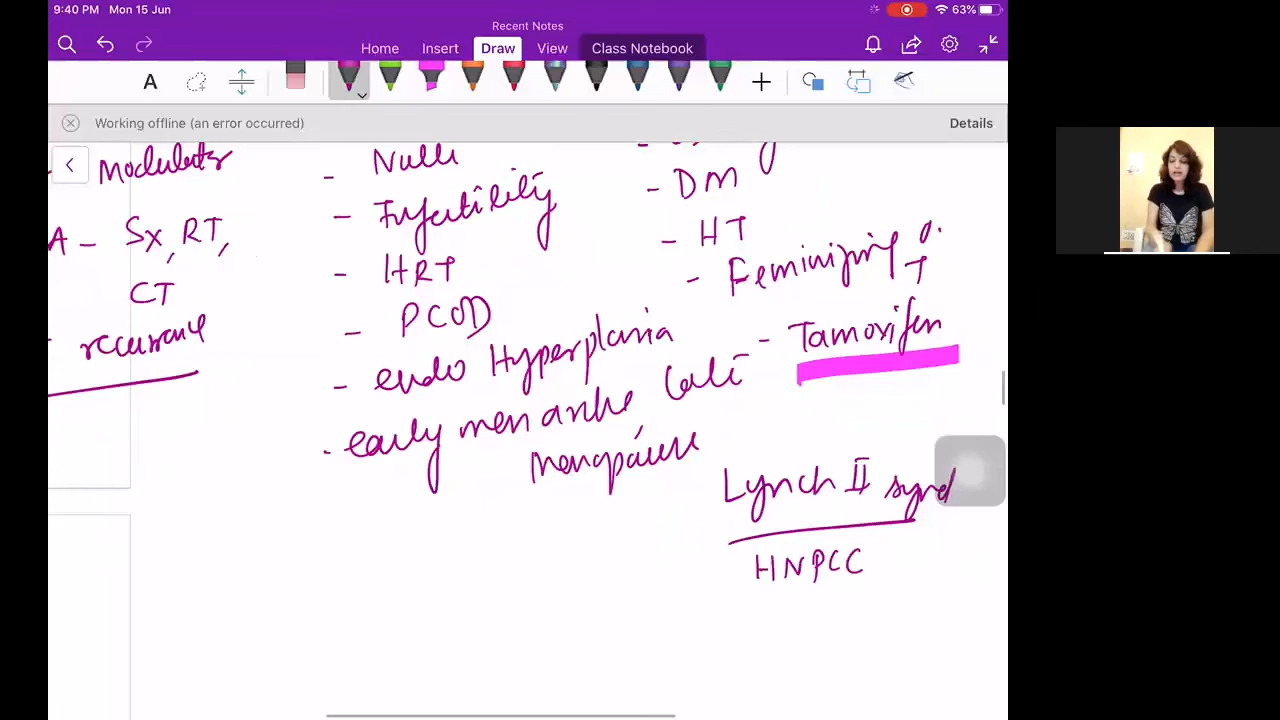 9:40 PM Mon 15 Jun
63%
Recent Notes
Home Insert Draw View Class Notebook
A
Working offline (an error occurred)
Details
Modulator
A - Sx, RT,
CT
recurrence
- Nulli
- Infertility
- HRT
- PCOD
- endo Hyperplasia
- early menarche late
menopause
- DM
- HT
- Feminizing o.
T
- Tamoxifen
Lynch II synd
HNPCC